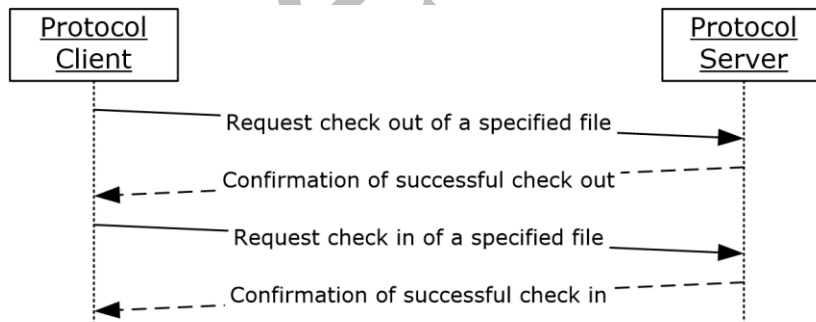 Protocol
Client
Protocol
Server
Request check out of a specified file
Confirmation of successful check out
Request check in of a specified file
Confirmation of successful check in